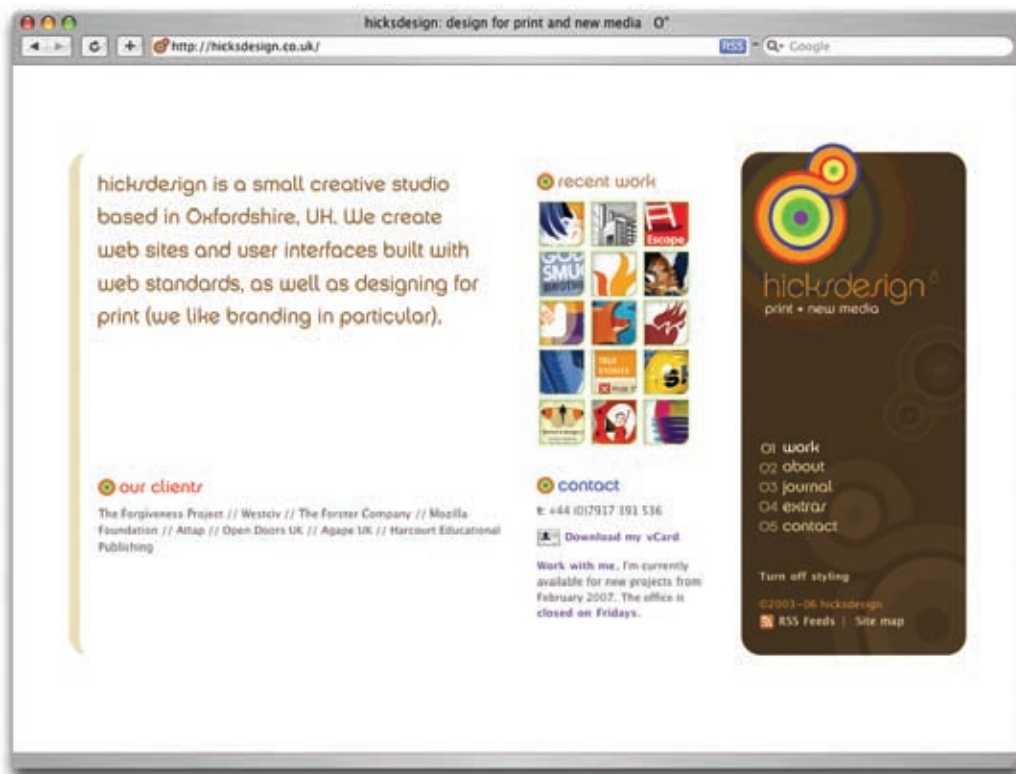 hicksdesign: design for print and new media
http://hicksdesign.co.uk/
RSS
Google
hicksdesign is a small creative studio
based in Oxfordshire, UK. We create
web sites and user interfaces built with
web standards, as well as designing for
print (we like branding in particular).
our clients
The Forgiveness Project // Westciv // The Forster Company // Mozilla
Foundation // Attap // Open Doors UK // Agape UK // Harcourt Educational
Publishing
recent work
Escape
TRUE
STORIES
contact
t: +44 (0)7917 391 536
Download my vCard
Work with me, I'm currently
available for new projects from
February 2007. The office is
closed on Fridays.
hicksdesign
print + new media
01 work
02 about
03 journal
04 extras
05 contact
Turn off styling
©2003-06 hicksdesign
RSS Feeds | Site map